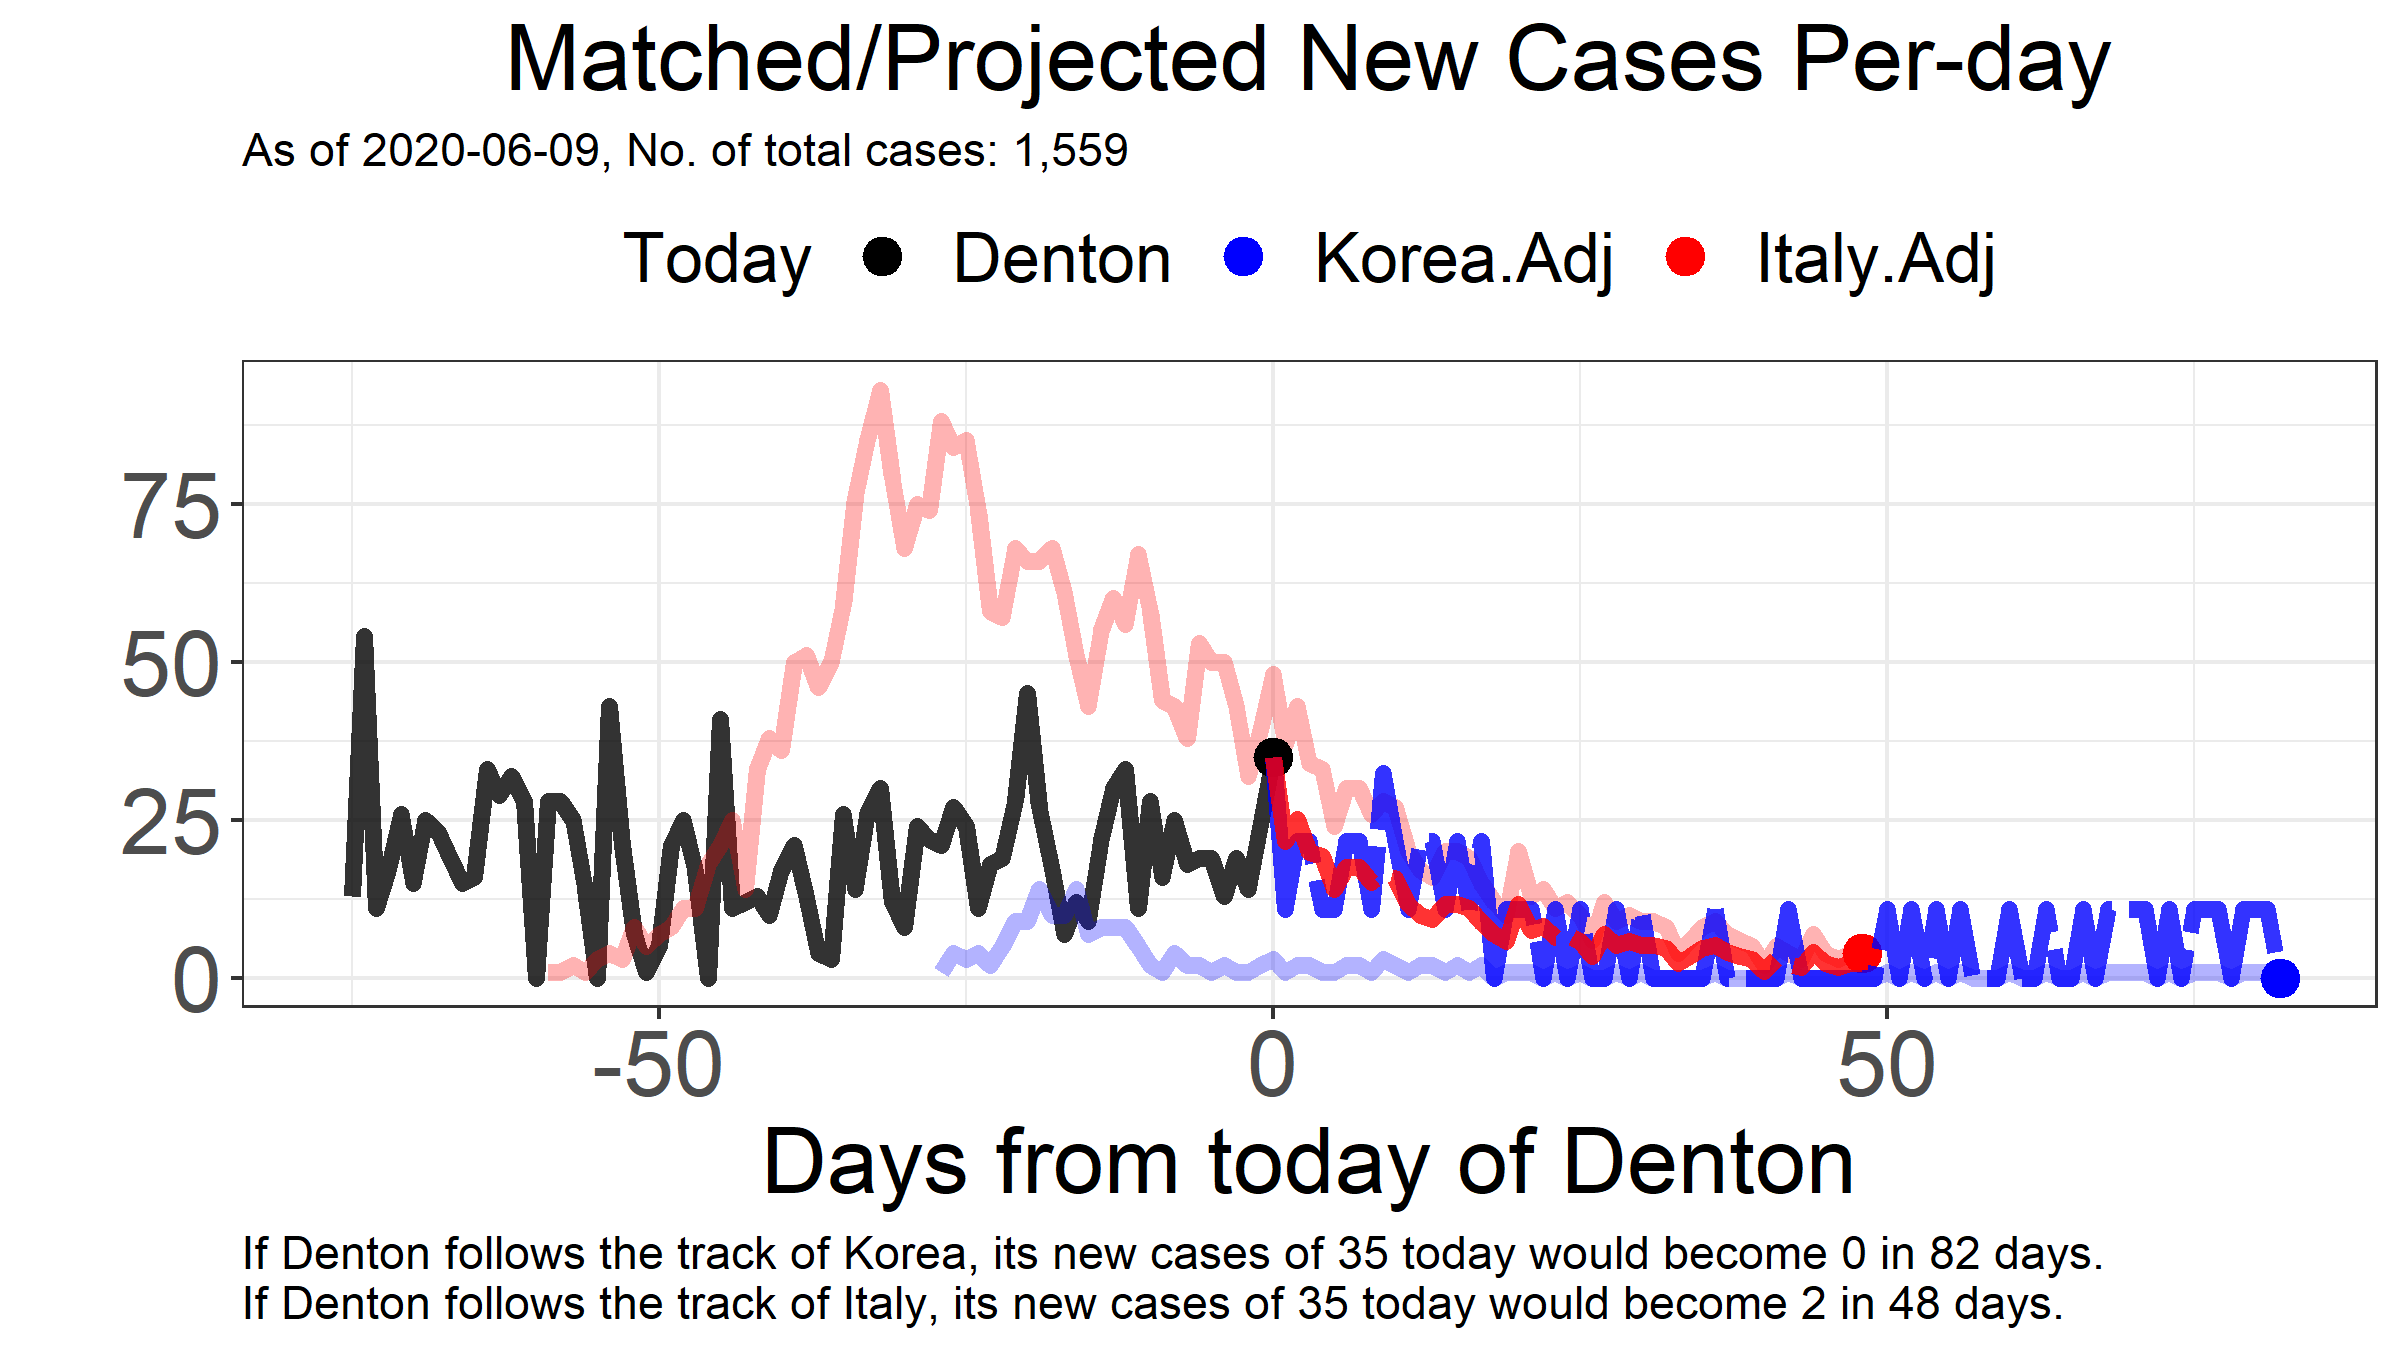 Matched/Projected New Cases Per-day
As of 2020-06-09, No. of total cases: 1,559
Today Denton Korea.Adj Italy.Adj
75
50
25
0
-50 0 50
Days from today of Denton
If Denton follows the track of Korea, its new cases of 35 today would become 0 in 82 days.
If Denton follows the track of Italy, its new cases of 35 today would become 2 in 48 days.